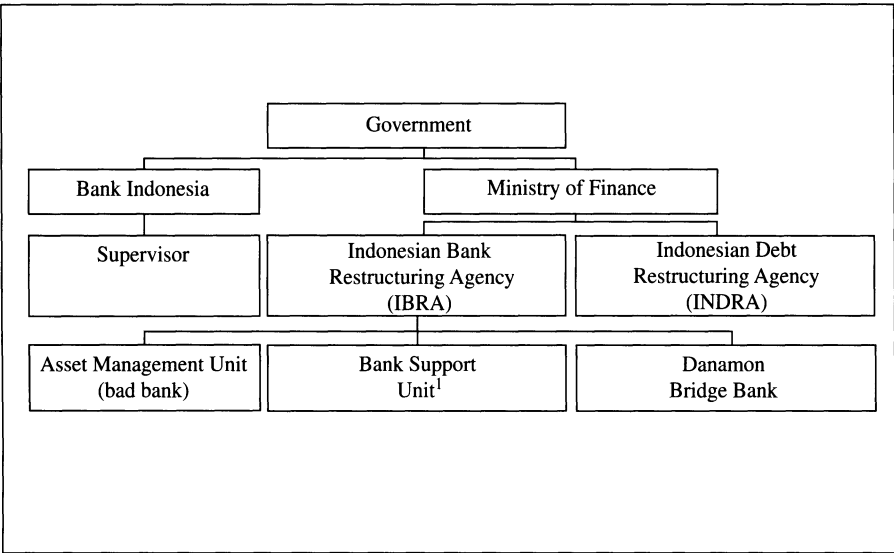 Government
Bank Indonesia
Ministry of Finance
Supervisor
Indonesian Bank
Restructuring Agency
(IBRA)
Indonesian Debt
Restructuring Agency
(INDRA)
Asset Management Unit
(bad bank)
Bank Support
Unit¹
Danamon
Bridge Bank